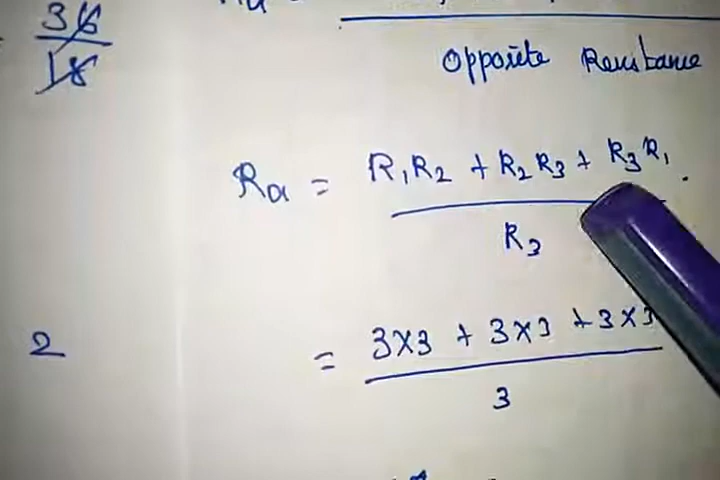 36
18
Opposite Resistance
Ra = R1R2 + R2R3 + R3R1
R3
2
= 3×3 + 3×3 + 3×3
3